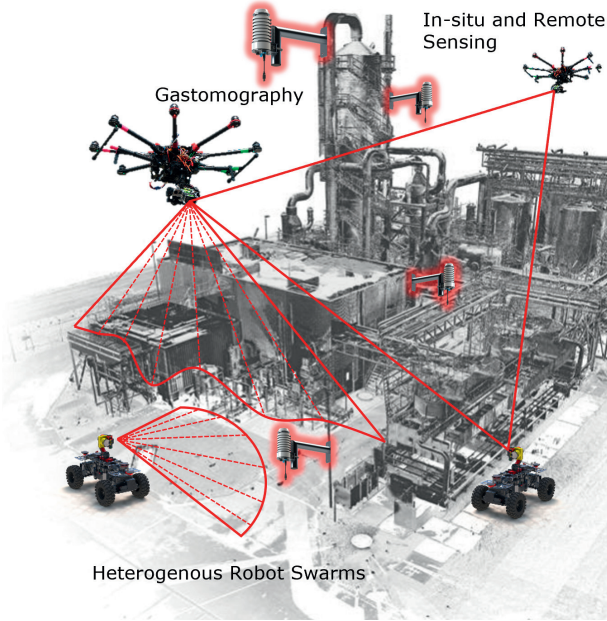 In-situ and Remote
Sensing
Gastomography
Heterogenous Robot Swarms